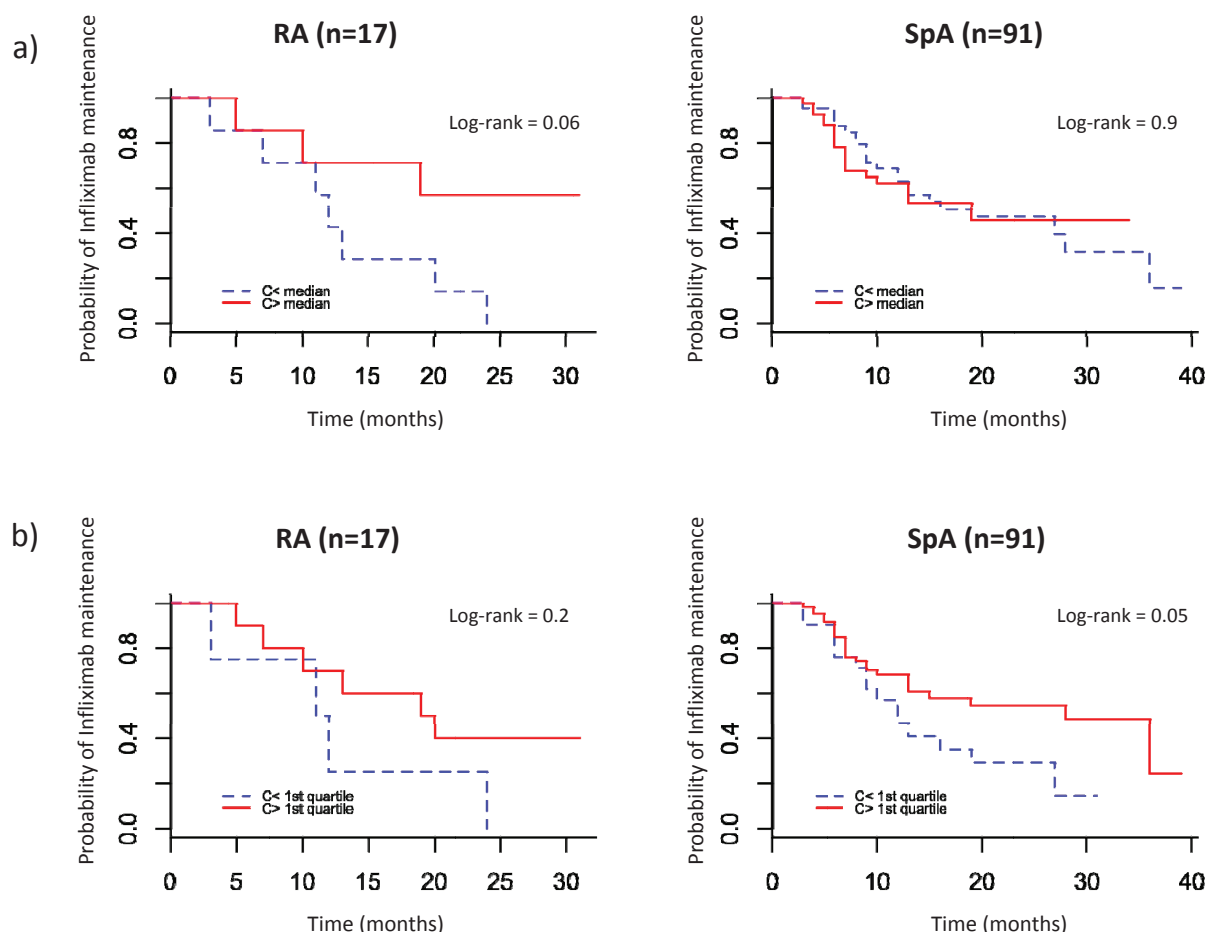 a)
RA (n=17)
Probability of Infliximab maintenance
0.8
0.4
0.0
Log-rank = 0.06
C< median
C> median
0 5 10 15 20 25 30
Time (months)
SpA (n=91)
Probability of Infliximab maintenance
0.8
0.4
0.0
Log-rank = 0.9
C< median
C> median
0 10 20 30 40
Time (months)
b)
RA (n=17)
Probability of Infliximab maintenance
0.8
0.4
0.0
Log-rank = 0.2
C< 1st quartile
C> 1st quartile
0 5 10 15 20 25 30
Time (months)
SpA (n=91)
Probability of Infliximab maintenance
0.8
0.4
0.0
Log-rank = 0.05
C< 1st quartile
C> 1st quartile
0 10 20 30 40
Time (months)